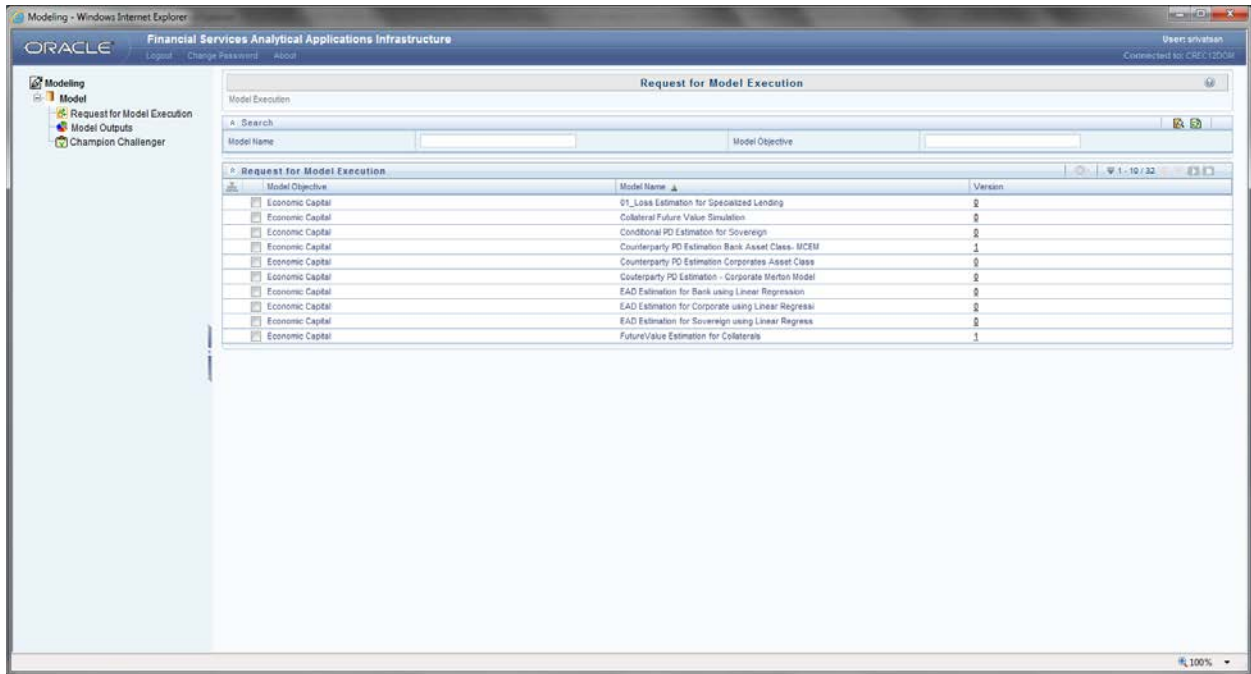 Modeling - Windows Internet Explorer
ORACLE
Financial Services Analytical Applications Infrastructure
Logout Change Password About
User: srivatsan
Connected to: CREC12DOM
Modeling
Model
Request for Model Execution
Model Outputs
Champion Challenger
Request for Model Execution
Model Execution
Search
Model Name Model Objective
Request for Model Execution 1 - 10 / 32
Model Objective Model Name Version
Economic Capital 01_Loss Estimation for Specialized Lending 0
Economic Capital Collateral Future Value Simulation 0
Economic Capital Conditional PD Estimation for Sovereign 0
Economic Capital Counterparty PD Estimation Bank Asset Class- MCEM 1
Economic Capital Counterparty PD Estimation Corporates Asset Class 0
Economic Capital Couterparty PD Estimation - Corporate Merton Model 0
Economic Capital EAD Estimation for Bank using Linear Regression 0
Economic Capital EAD Estimation for Corporate using Linear Regressi 0
Economic Capital EAD Estimation for Sovereign using Linear Regress 0
Economic Capital FutureValue Estimation for Collaterals 1
100%